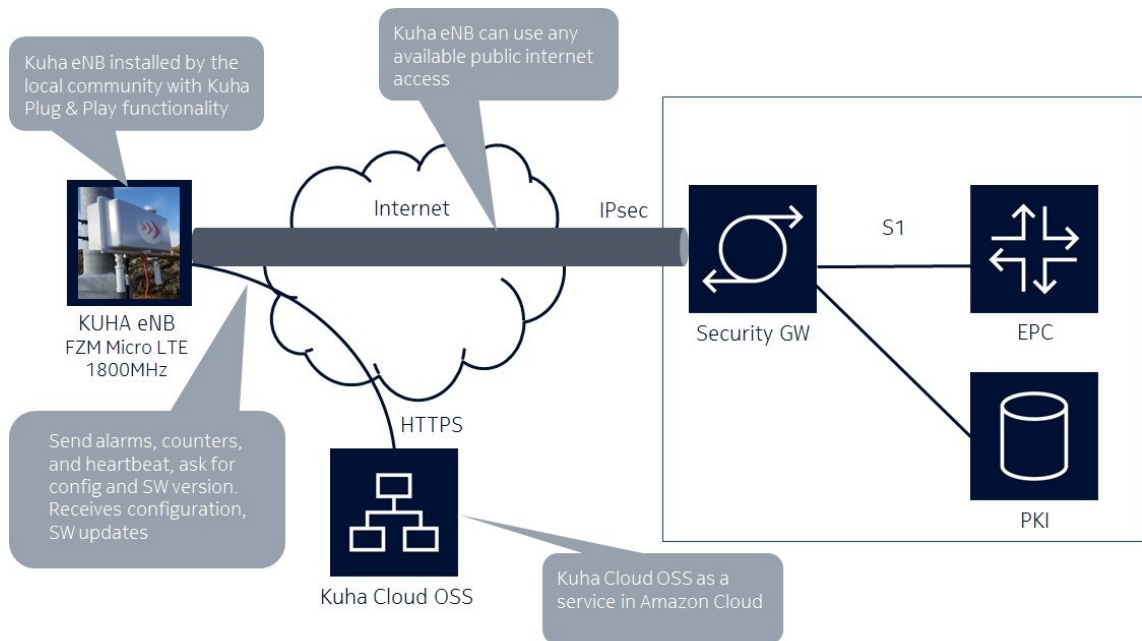 Kuha eNB installed by the
local community with Kuha
Plug & Play functionality
Kuha eNB can use any
available public internet
access
Internet
IPsec
S1
KUHA eNB
FZM Micro LTE
1800MHz
Security GW
EPC
HTTPS
Send alarms, counters,
and heartbeat, ask for
config and SW version.
Receives configuration,
SW updates
PKI
Kuha Cloud OSS
Kuha Cloud OSS as a
service in Amazon Cloud